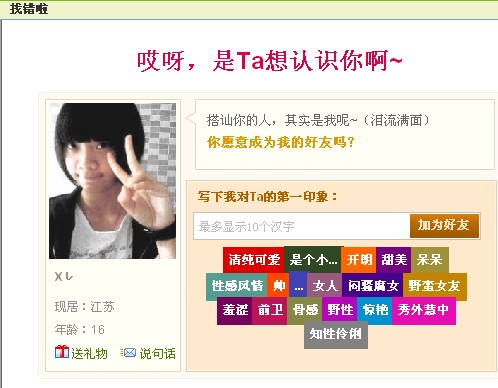 找错啦
哎呀，是Ta想认识你啊~
搭讪你的人，其实是我呢~（泪流满面）
你愿意成为我的好友吗？
写下我对Ta的第一印象：
最多显示10个汉字
加为好友
清纯可爱 是个小... 开朗 甜美 呆呆
性感风情 帅 ... 女人 闷骚魔女 野蛮女友
羞涩 前卫 骨感 野性 惊艳 秀外慧中
知性伶俐
Xㄥ
现居：江苏
年龄：16
送礼物 说句话